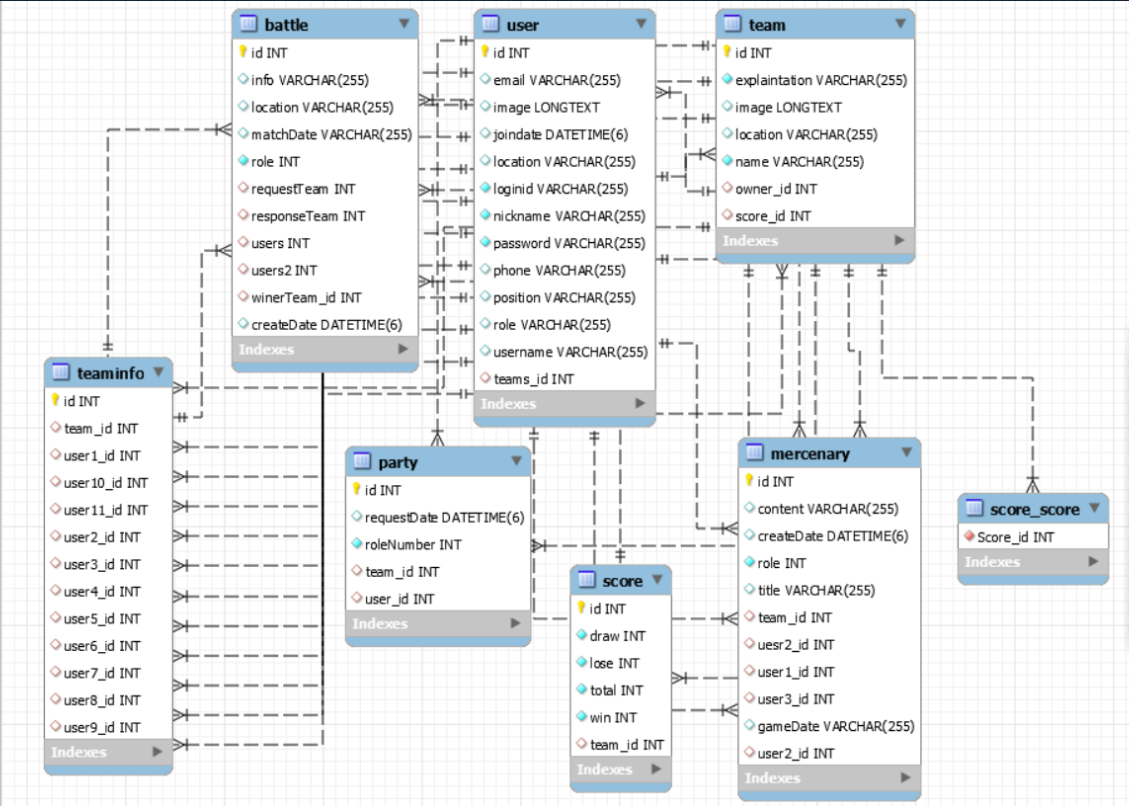 battle
id INT
info VARCHAR(255)
location VARCHAR(255)
matchDate VARCHAR(255)
role INT
requestTeam INT
responseTeam INT
users INT
users2 INT
winerTeam_id INT
createDate DATETIME(6)
Indexes
user
id INT
email VARCHAR(255)
image LONGTEXT
joindate DATETIME(6)
location VARCHAR(255)
loginid VARCHAR(255)
nickname VARCHAR(255)
password VARCHAR(255)
phone VARCHAR(255)
position VARCHAR(255)
role VARCHAR(255)
username VARCHAR(255)
teams_id INT
Indexes
team
id INT
explaintation VARCHAR(255)
image LONGTEXT
location VARCHAR(255)
name VARCHAR(255)
owner_id INT
score_id INT
Indexes
teaminfo
id INT
team_id INT
user1_id INT
user10_id INT
user11_id INT
user2_id INT
user3_id INT
user4_id INT
user5_id INT
user6_id INT
user7_id INT
user8_id INT
user9_id INT
Indexes
party
id INT
requestDate DATETIME(6)
roleNumber INT
team_id INT
user_id INT
Indexes
score
id INT
draw INT
lose INT
total INT
win INT
team_id INT
Indexes
mercenary
id INT
content VARCHAR(255)
createDate DATETIME(6)
role INT
title VARCHAR(255)
team_id INT
uesr2_id INT
user1_id INT
user3_id INT
gameDate VARCHAR(255)
user2_id INT
Indexes
score_score
Score_id INT
Indexes